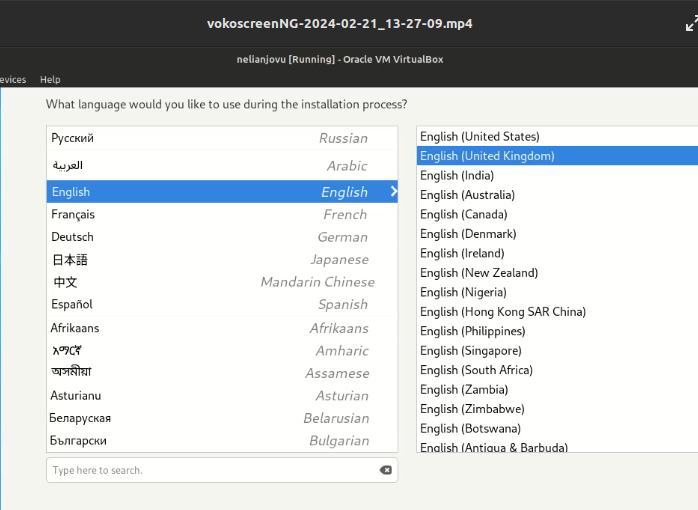 vokoscreenNG-2024-02-21_13-27-09.mp4
nelianjovu [Running] - Oracle VM VirtualBox
evices Help
What language would you like to use during the installation process?
Русский Russian
العربية Arabic
English English
Français French
Deutsch German
日本語 Japanese
中文 Mandarin Chinese
Español Spanish
Afrikaans Afrikaans
አማርኛ Amharic
অসমীয়া Assamese
Asturianu Asturian
Беларуская Belarusian
Български Bulgarian
Type here to search.
English (United States)
English (United Kingdom)
English (India)
English (Australia)
English (Canada)
English (Denmark)
English (Ireland)
English (New Zealand)
English (Nigeria)
English (Hong Kong SAR China)
English (Philippines)
English (Singapore)
English (South Africa)
English (Zambia)
English (Zimbabwe)
English (Botswana)
English (Antigua & Barbuda)